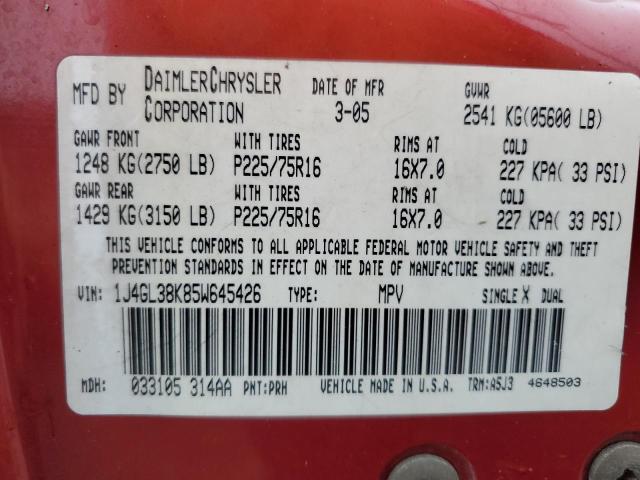 MFD BY DAIMLERCHRYSLER CORPORATION DATE OF MFR 3-05 GVWR 2541 KG(05600 LB)
GAWR FRONT WITH TIRES RIMS AT COLD
1248 KG(2750 LB) P225/75R16 16X7.0 227 KPA( 33 PSI)
GAWR REAR WITH TIRES RIMS AT COLD
1429 KG(3150 LB) P225/75R16 16X7.0 227 KPA( 33 PSI)
THIS VEHICLE CONFORMS TO ALL APPLICABLE FEDERAL MOTOR VEHICLE SAFETY AND THEFT
PREVENTION STANDARDS IN EFFECT ON THE DATE OF MANUFACTURE SHOWN ABOVE.
VIN: 1J4GL38K85W645426 TYPE: MPV SINGLE X DUAL
MDH: 033105 314AA PNT:PRH VEHICLE MADE IN U.S.A. TRM:A5J3 4648503